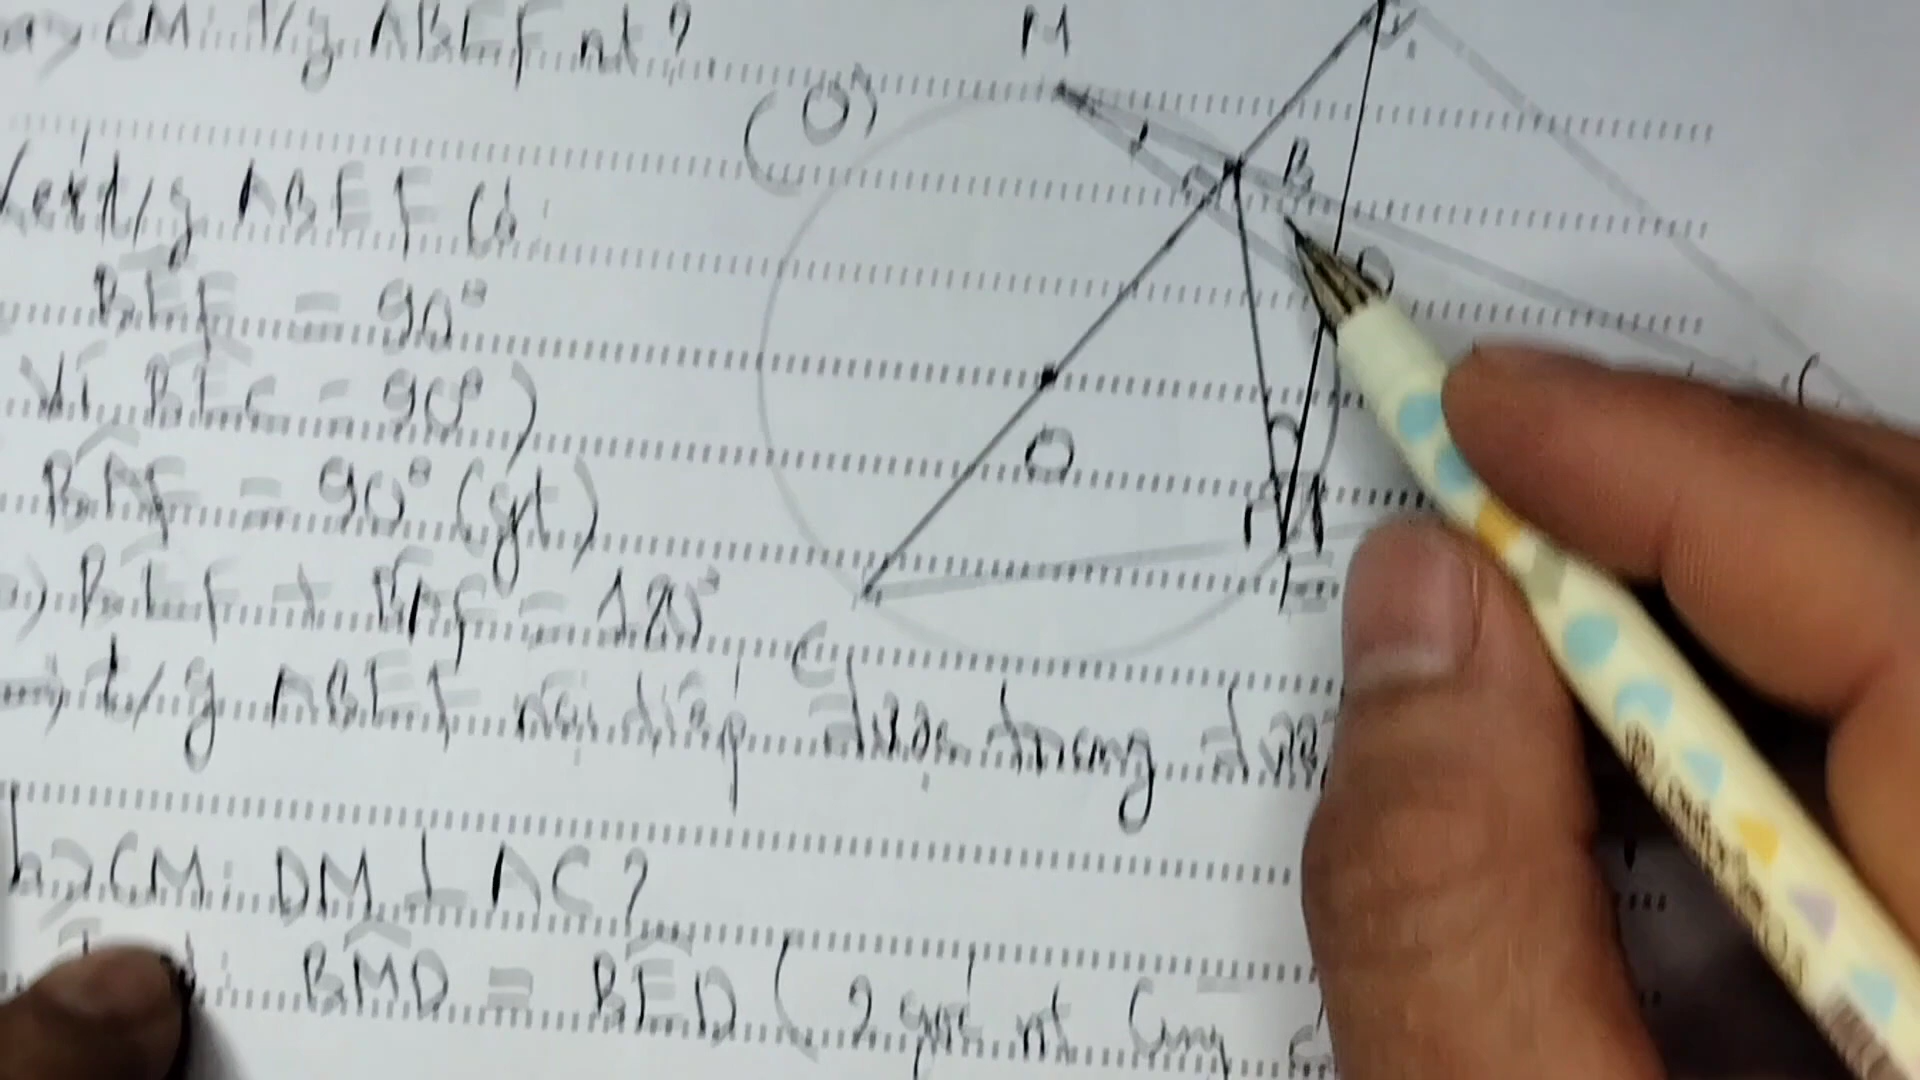 a) CM: t/g ABEF nt?
Xét t/g ABEF có:
BEF = 90°
Vì BEC = 90°)
BAF = 90° (gt)
=) BEF + BAF = 180°
=) t/g ABEF nội tiếp được trong
b) CM: DM ⊥ AC?
BMD = BED (2 góc nt cùng
M
(O)
B
O
C
E